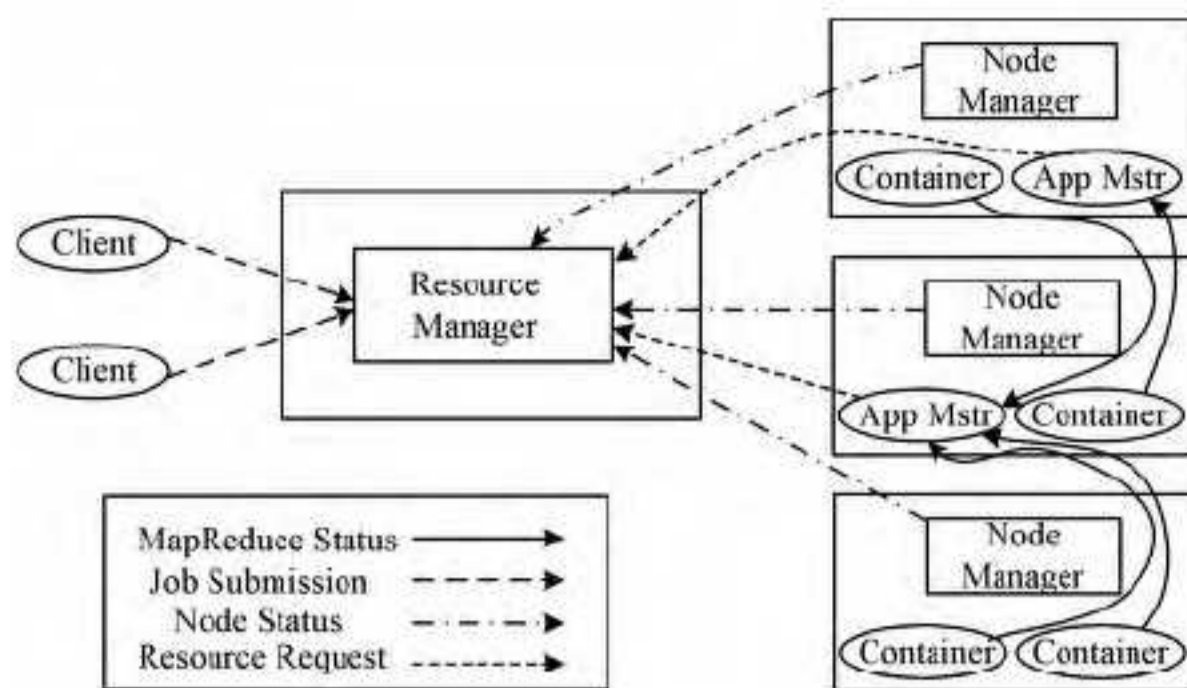 Node
Manager
Container
App Mstr
Client
Resource
Manager
Client
Node
Manager
App Mstr
Container
Node
Manager
Container
Container
MapReduce Status
Job Submission
Node Status
Resource Request